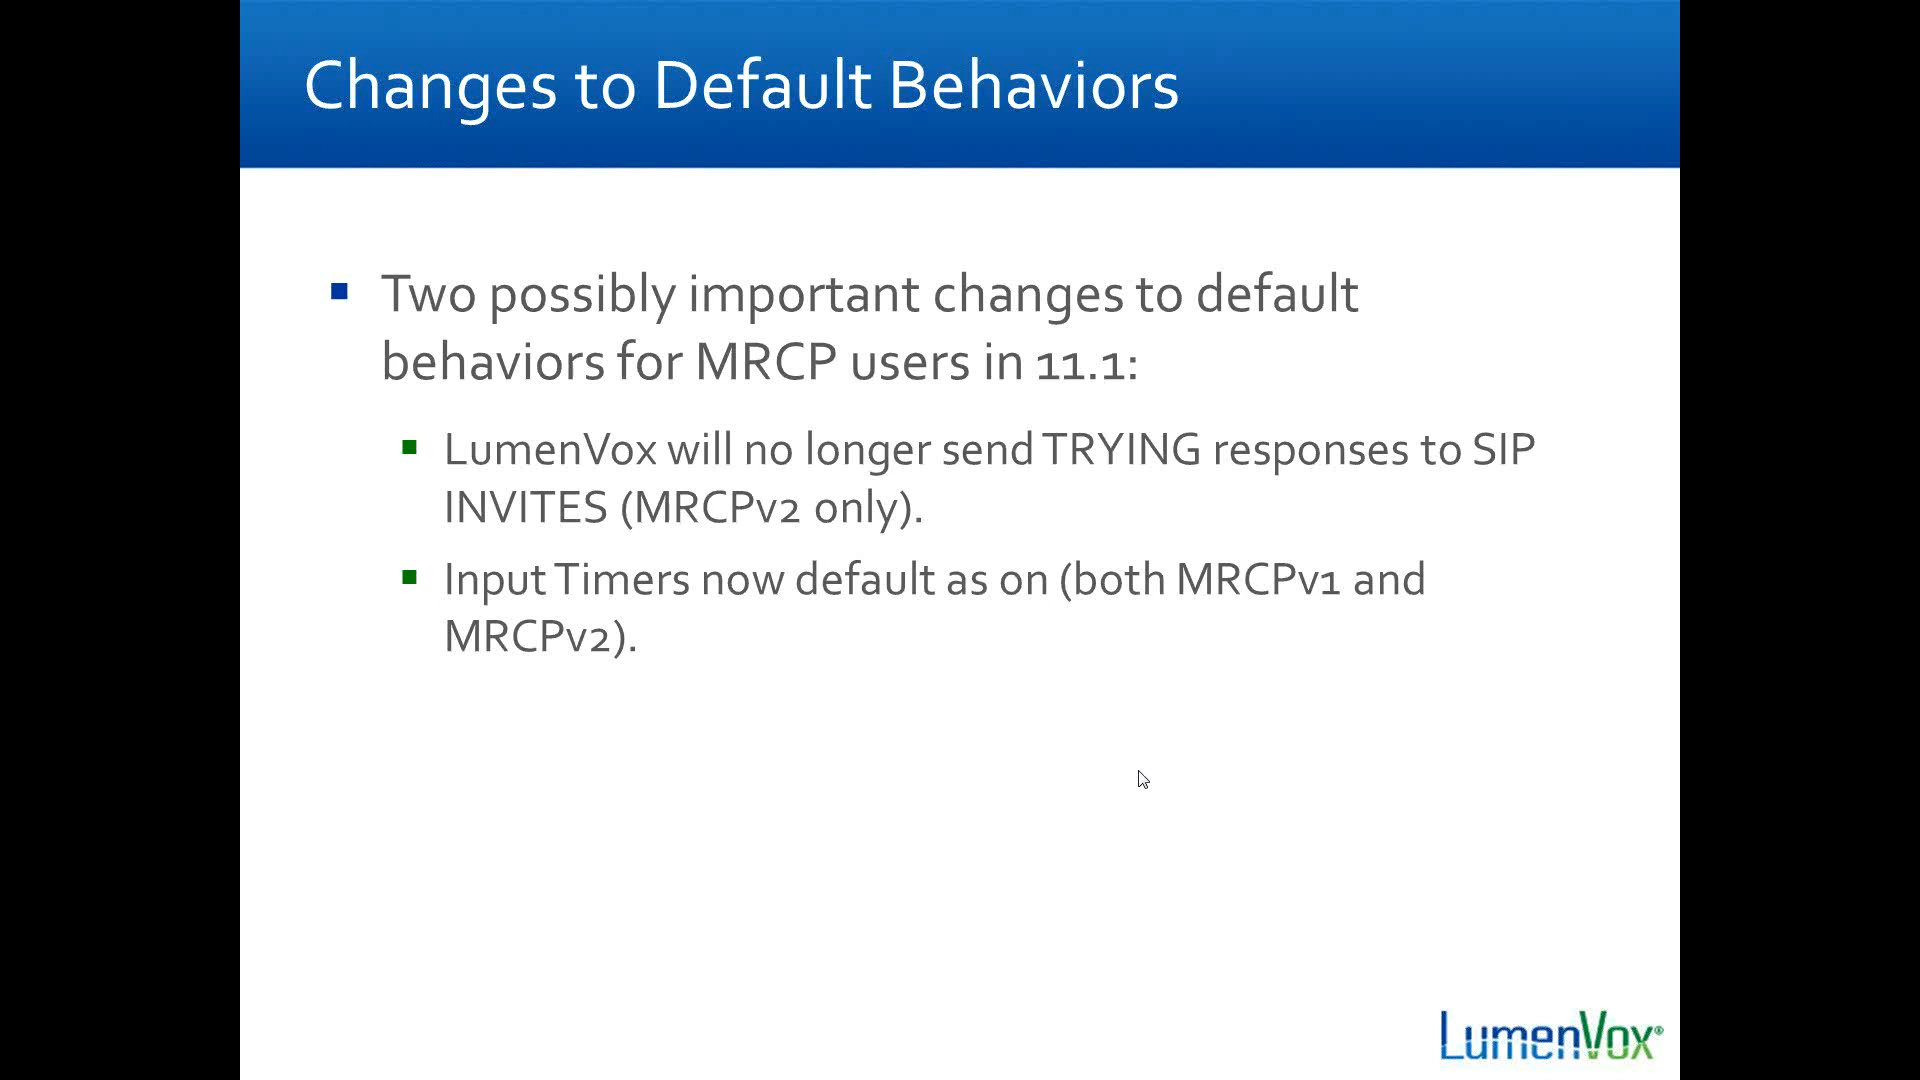 Changes to Default Behaviors
Two possibly important changes to default
behaviors for MRCP users in 11.1:
LumenVox will no longer send TRYING responses to SIP
INVITES (MRCPv2 only).
Input Timers now default as on (both MRCPv1 and
MRCPv2).
LumenVox®